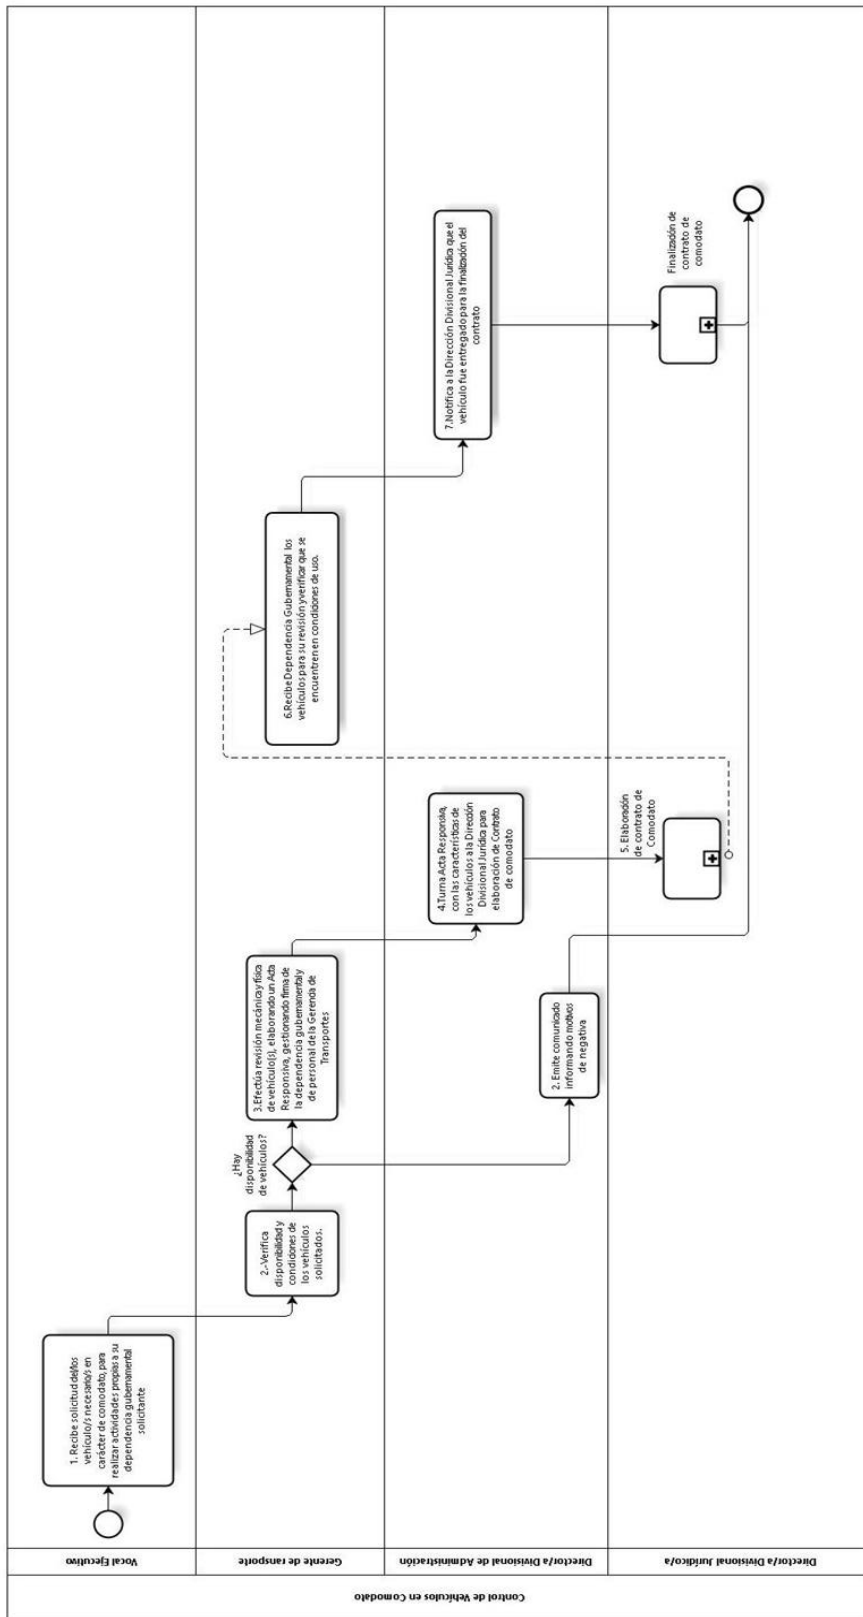 Control de Vehículos en Comodato
Vocal Ejecutivo
Gerente de ransporte
Director/a Divisional de Administración
Director/a Divisional Jurídico/a
1. Recibe solicitud del/los
vehículo/s necesario/s en
carácter de comodato, para
realizar actividades propias a su
dependencia gubernamental
solicitante
2.-Verifica
disponibilidad y
condiciones de
los vehículos
solicitados.
¿Hay
disponibilidad
de vehículos?
3.Efectúa revisión mecánica y física
de vehículo(s), elaborando un Acta
Responsiva, gestionando firma de
la dependencia gubernamental y
de personal de la Gerencia de
Transportes
2. Emite comunicado
informando motivos
de negativa
4.Turna Acta Responsiva,
con las características de
los vehículos a la Dirección
Divisional Jurídica para
elaboración de Contrato
de comodato
5. Elaboración
de contrato de
Comodato
6.Recibe Dependencia Gubernamental los
vehículos para su revisión y verificar que se
encuentren en condiciones de uso.
7.Notifica a la Dirección Divisional Jurídica que el
vehículo fue entregado para la finalización del
contrato
Finalización de
contrato de
comodato